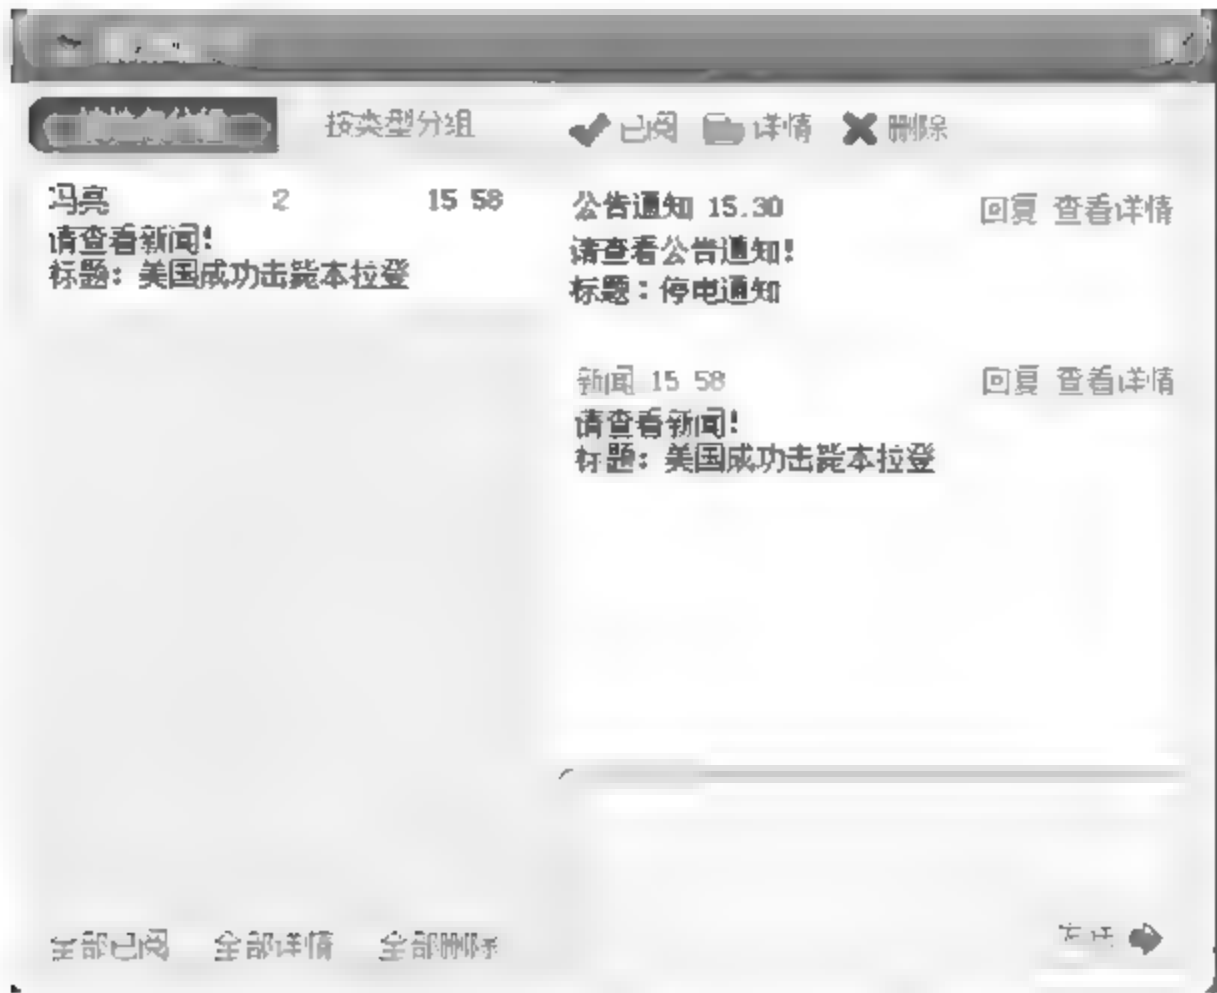 按类型分组
已阅 详情 删除
冯亮 2 15 58
请查看新闻!
标题: 美国成功击毙本拉登
公告通知 15.30 回复 查看详情
请查看公告通知!
标题:停电通知
新闻 15 58 回复 查看详情
请查看新闻!
标题: 美国成功击毙本拉登
全部已阅 全部详情 全部删除
发送